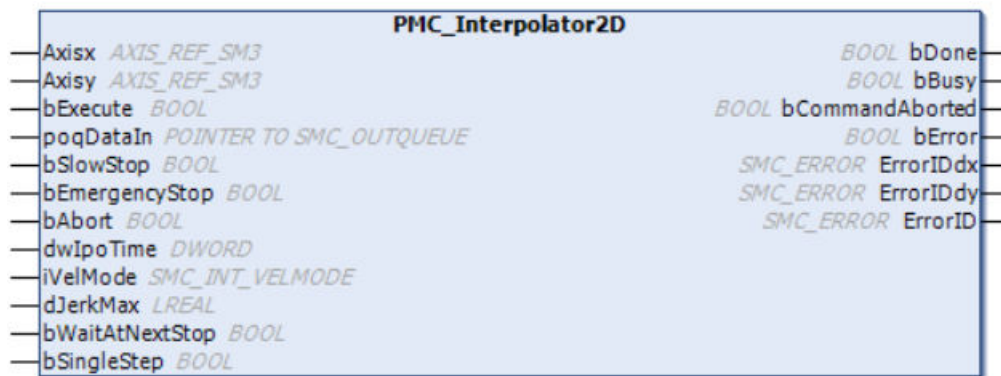 PMC_Interpolator2D
Axisx AXIS_REF_SM3 BOOL bDone
Axisy AXIS_REF_SM3 BOOL bBusy
bExecute BOOL BOOL bCommandAborted
poqDataIn POINTER TO SMC_OUTQUEUE BOOL bError
bSlowStop BOOL SMC_ERROR ErrorIDdx
bEmergencyStop BOOL SMC_ERROR ErrorIDdy
bAbort BOOL SMC_ERROR ErrorID
dwIpoTime DWORD
iVelMode SMC_INT_VELMODE
dJerkMax LREAL
bWaitAtNextStop BOOL
bSingleStep BOOL